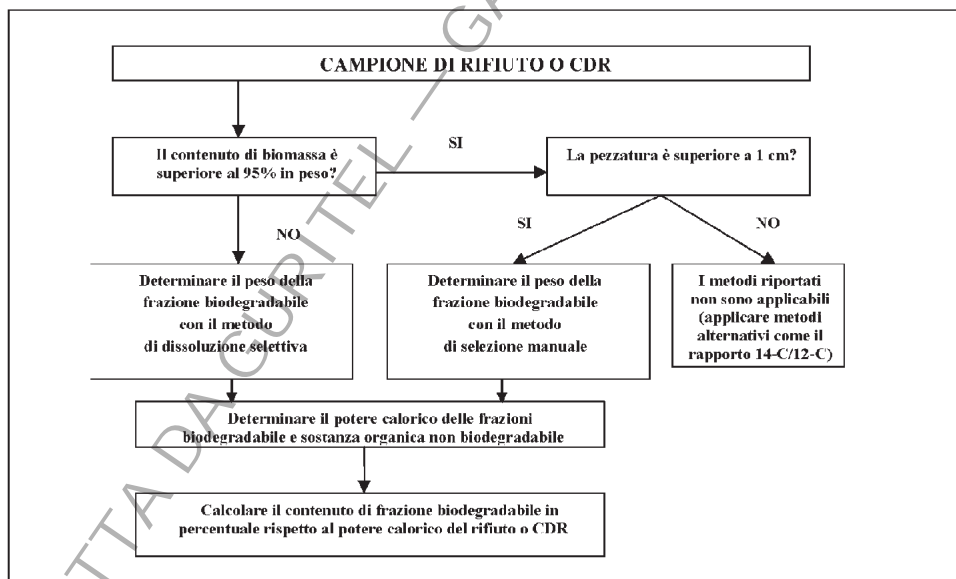 CAMPIONE DI RIFIUTO O CDR
Il contenuto di biomassa è
superiore al 95% in peso?
SI
La pezzatura è superiore a 1 cm?
NO
SI
NO
Determinare il peso della
frazione biodegradabile
con il metodo
di dissoluzione selettiva
Determinare il peso della
frazione biodegradabile
con il metodo
di selezione manuale
I metodi riportati
non sono applicabili
(applicare metodi
alternativi come il
rapporto 14-C/12-C)
Determinare il potere calorico delle frazioni
biodegradabile e sostanza organica non biodegradabile
Calcolare il contenuto di frazione biodegradabile in
percentuale rispetto al potere calorico del rifiuto o CDR
TTA DA GURITEL — GA